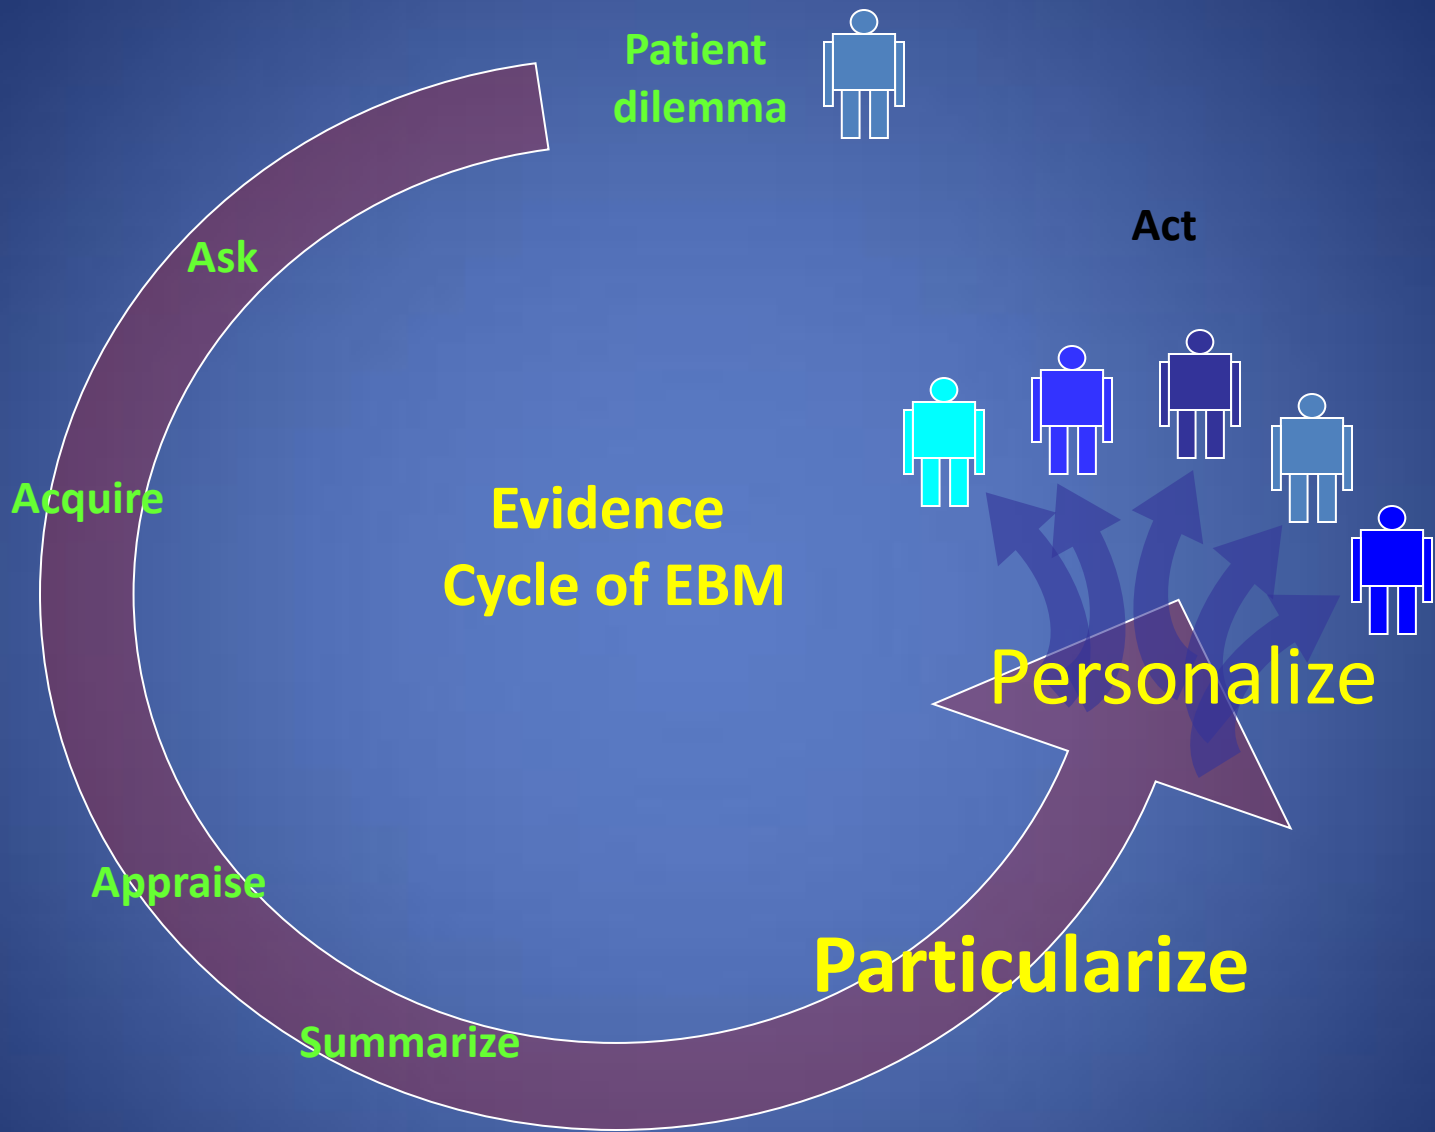 Patient
dilemma
Act
Ask
Acquire
Evidence
Cycle of EBM
Personalize
Appraise
Particularize
Summarize